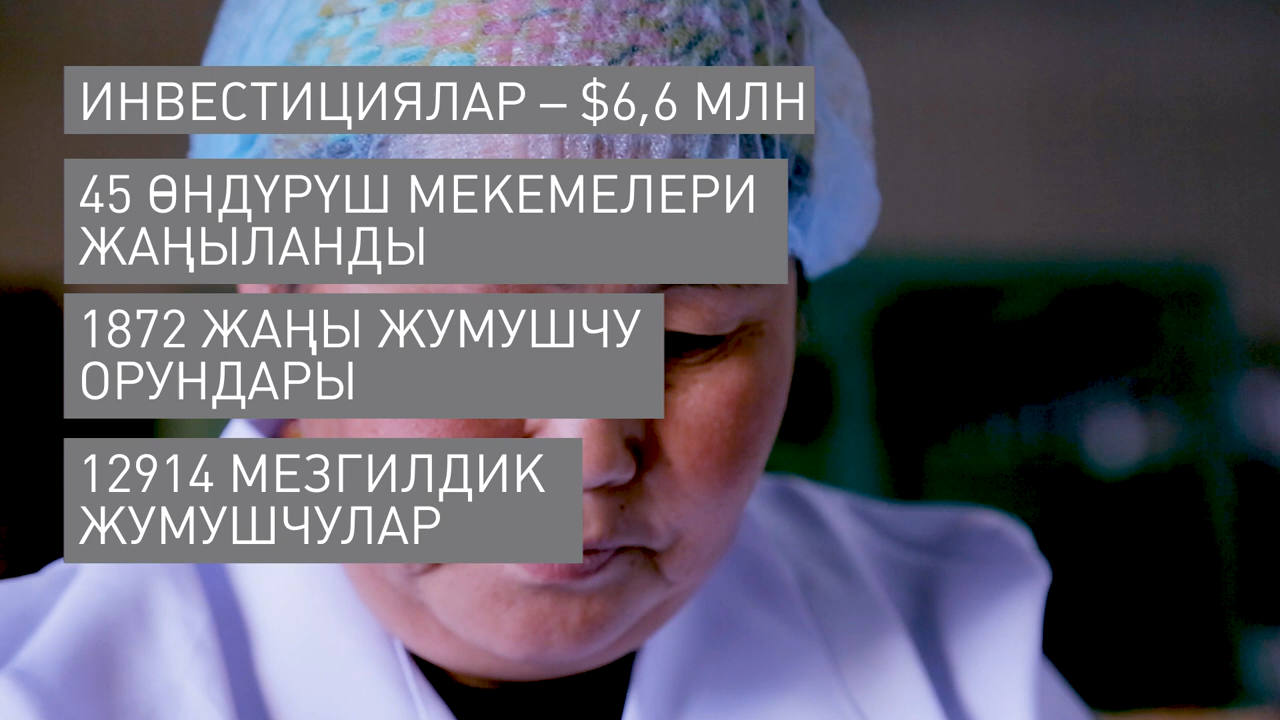 ИНВЕСТИЦИЯЛАР – $6,6 МЛН
45 ӨНДҮРҮШ МЕКЕМЕЛЕРИ
ЖАҢЫЛАНДЫ
1872 ЖАҢЫ ЖУМУШЧУ
ОРУНДАРЫ
12914 МЕЗГИЛДИК
ЖУМУШЧУЛАР